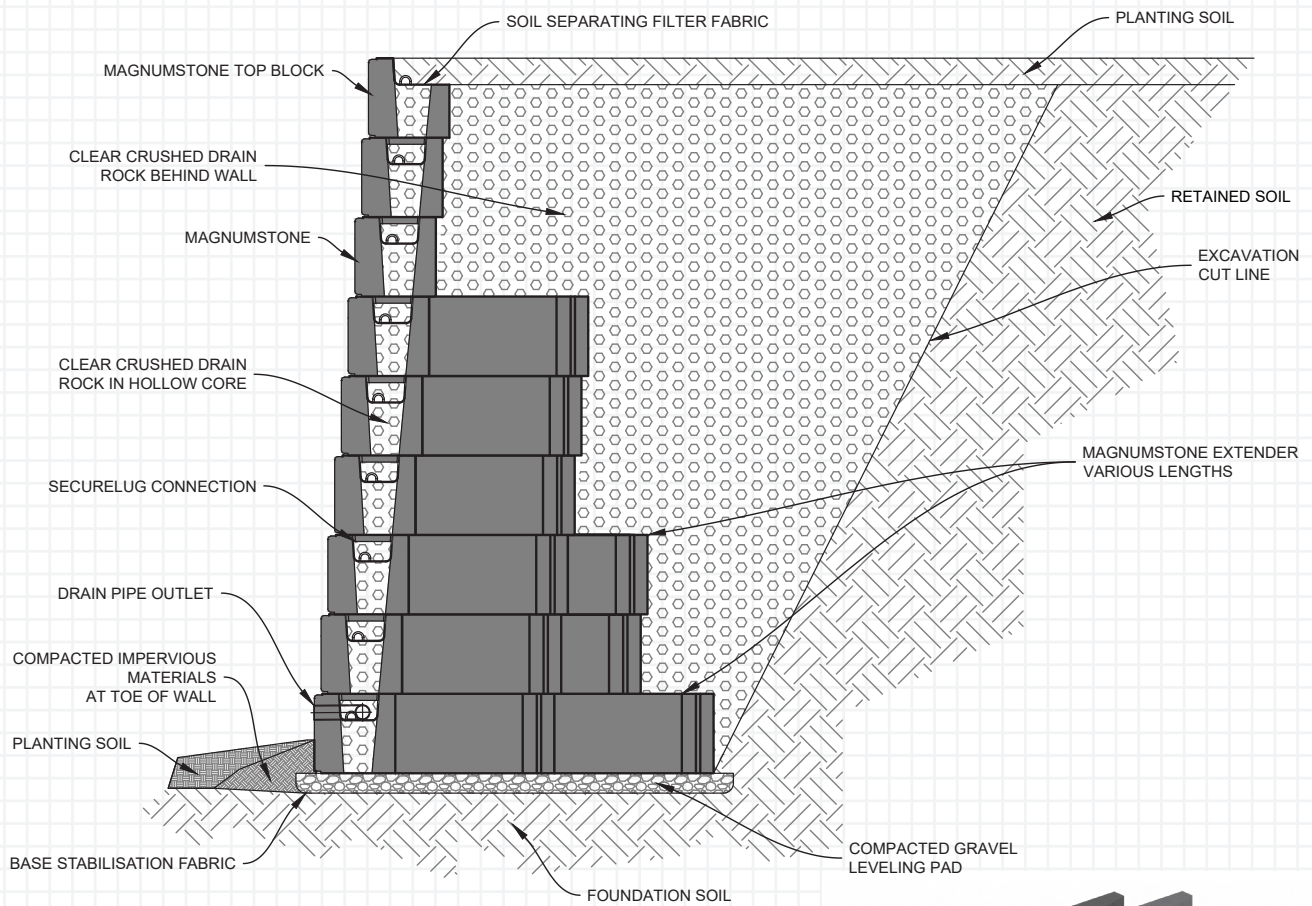 SOIL SEPARATING FILTER FABRIC
PLANTING SOIL
MAGNUMSTONE TOP BLOCK
CLEAR CRUSHED DRAIN
ROCK BEHIND WALL
RETAINED SOIL
MAGNUMSTONE
EXCAVATION
CUT LINE
CLEAR CRUSHED DRAIN
ROCK IN HOLLOW CORE
MAGNUMSTONE EXTENDER
VARIOUS LENGTHS
SECURELUG CONNECTION
DRAIN PIPE OUTLET
COMPACTED IMPERVIOUS
MATERIALS
AT TOE OF WALL
PLANTING SOIL
BASE STABILISATION FABRIC
COMPACTED GRAVEL
LEVELING PAD
FOUNDATION SOIL